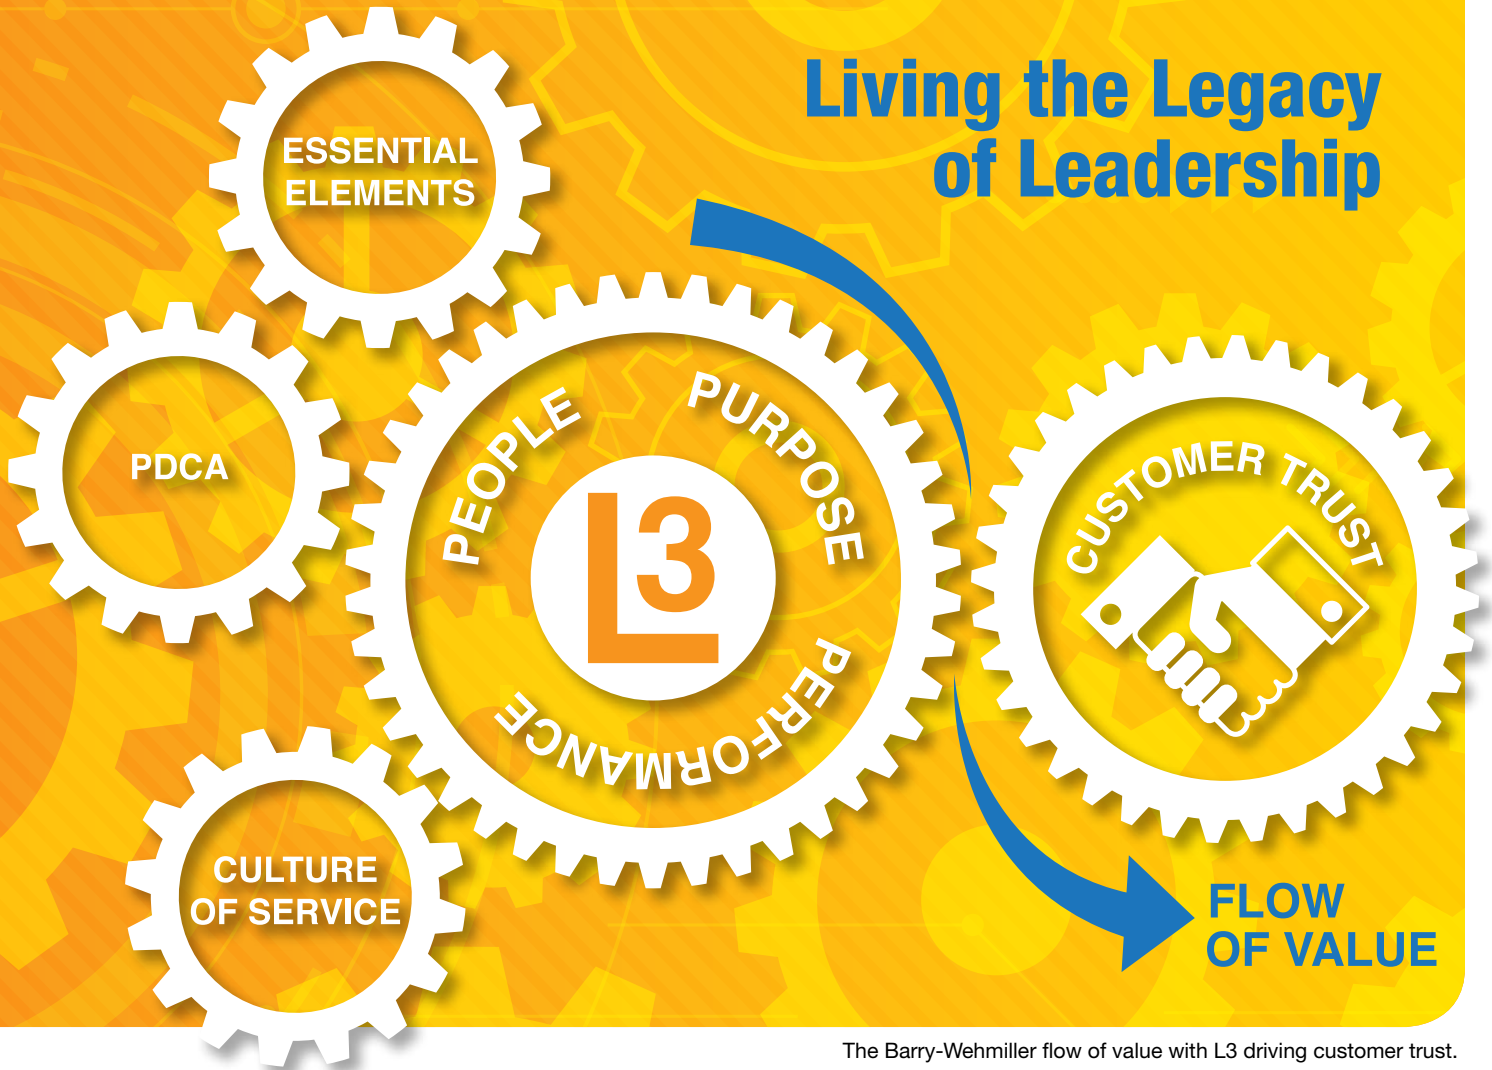 Living the Legacy
of Leadership
ESSENTIAL
ELEMENTS
PDCA
CULTURE
OF SERVICE
PEOPLE
PURPOSE
PERFORMANCE
L3
CUSTOMER TRUST
FLOW
OF VALUE
The Barry-Wehmiller flow of value with L3 driving customer trust.